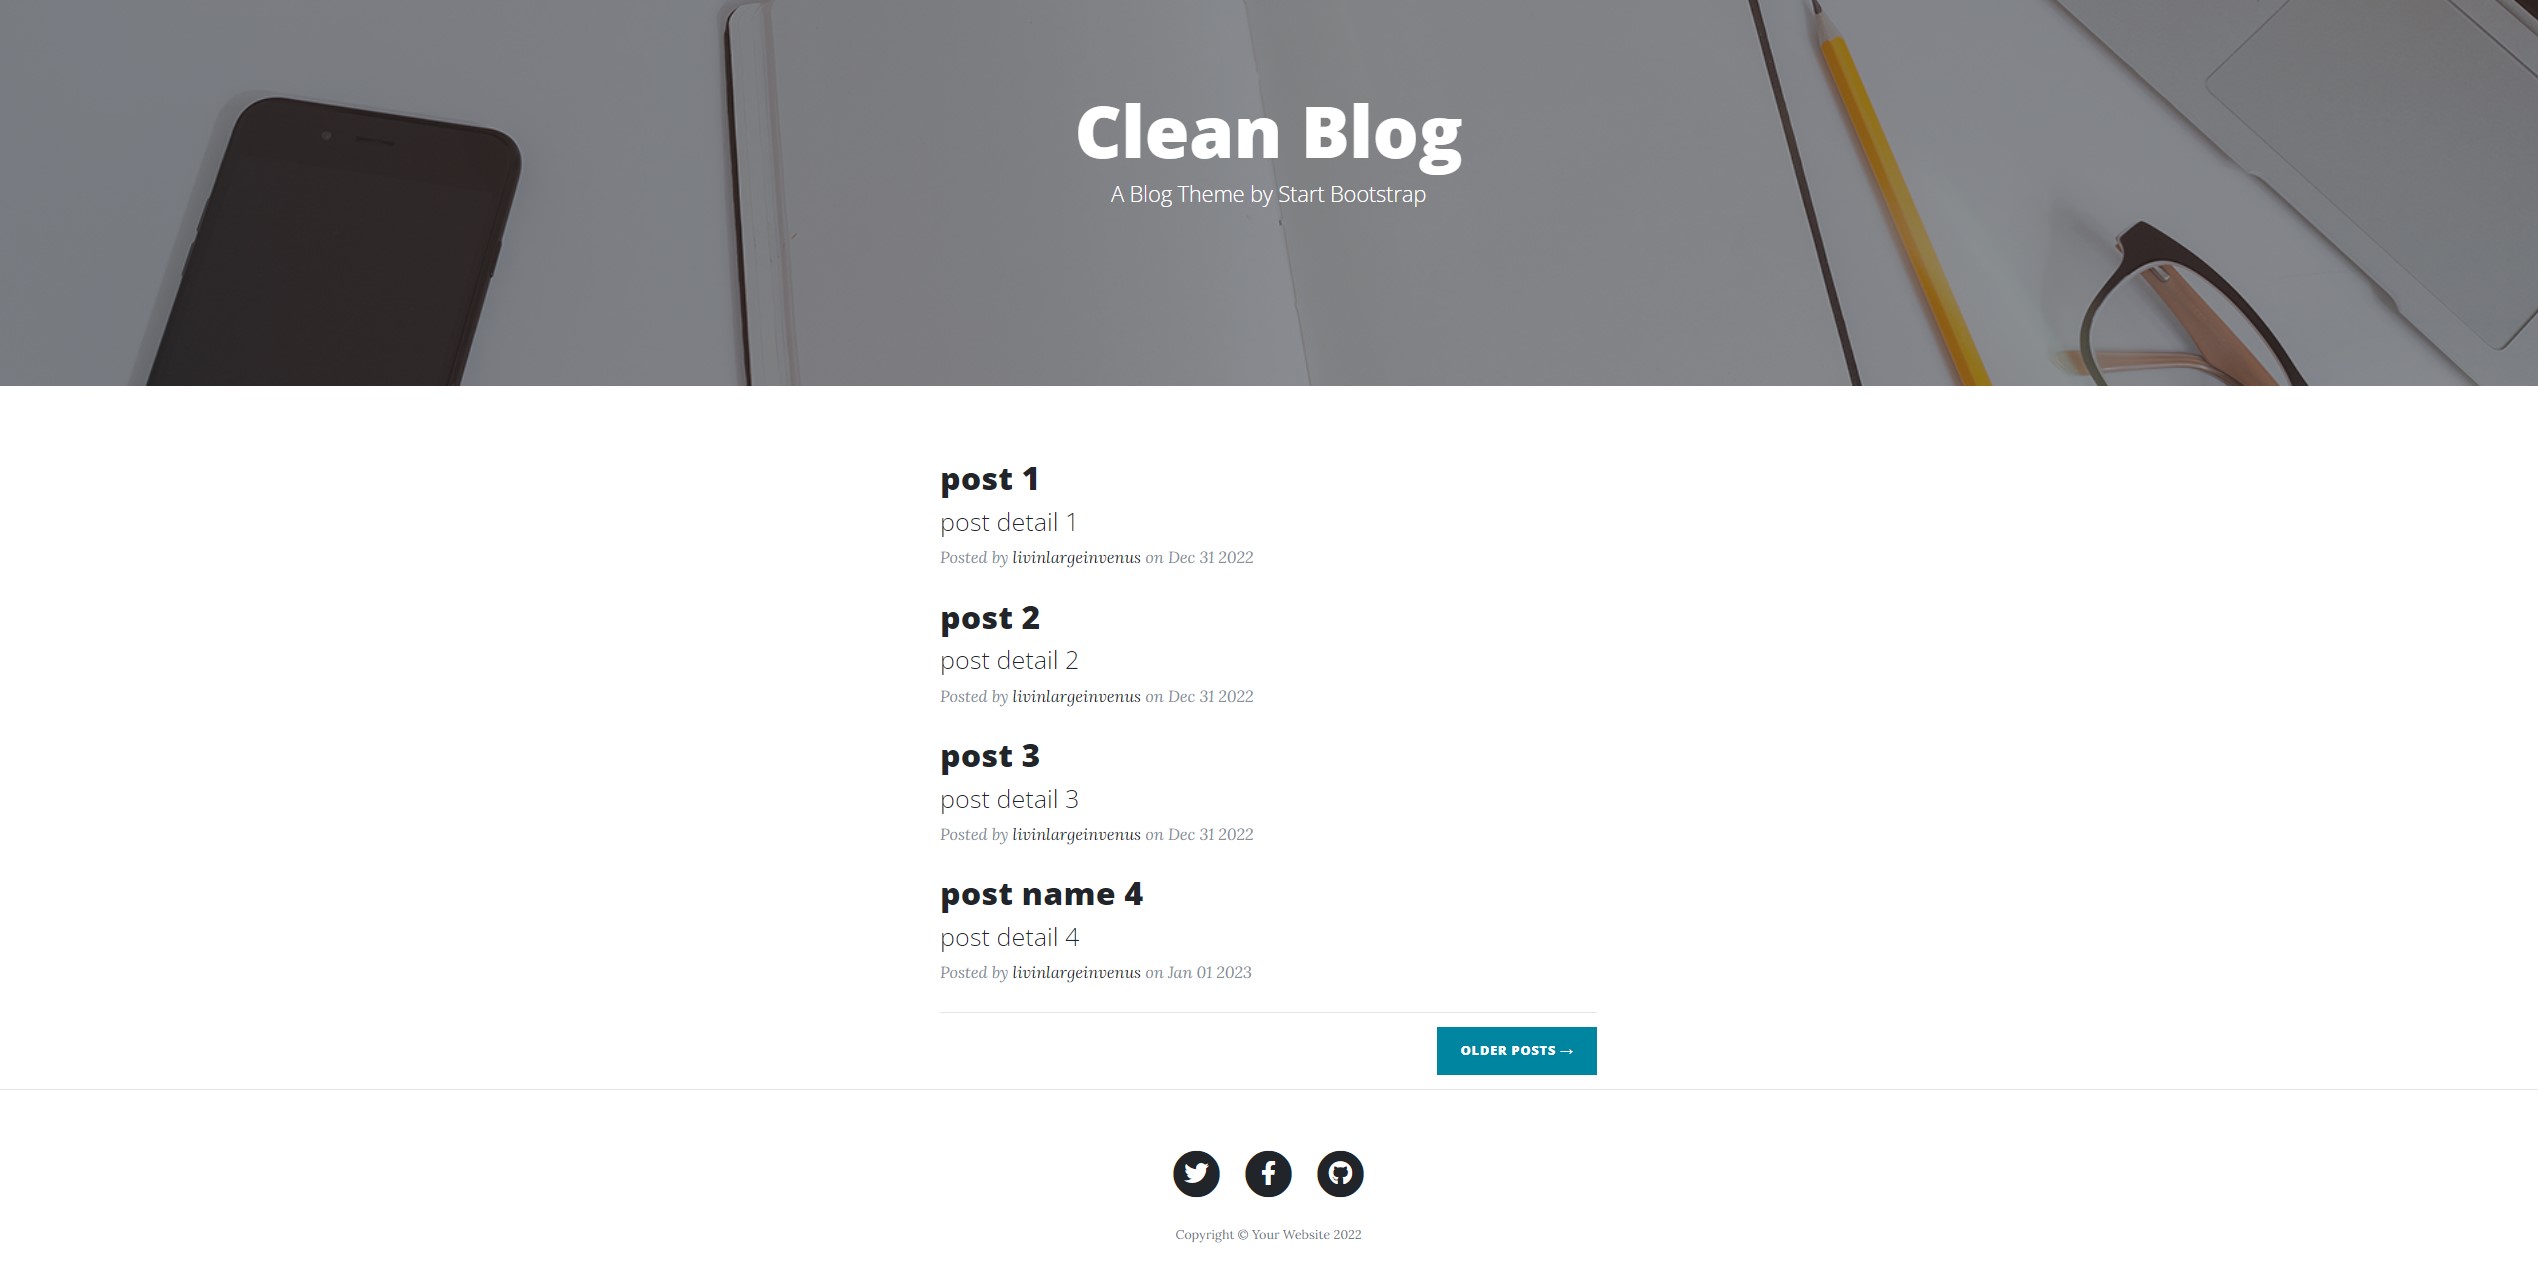 Clean Blog
A Blog Theme by Start Bootstrap
post 1
post detail 1
Posted by livinlargeinvenus on Dec 31 2022
post 2
post detail 2
Posted by livinlargeinvenus on Dec 31 2022
post 3
post detail 3
Posted by livinlargeinvenus on Dec 31 2022
post name 4
post detail 4
Posted by livinlargeinvenus on Jan 01 2023
OLDER POSTS →
Copyright © Your Website 2022